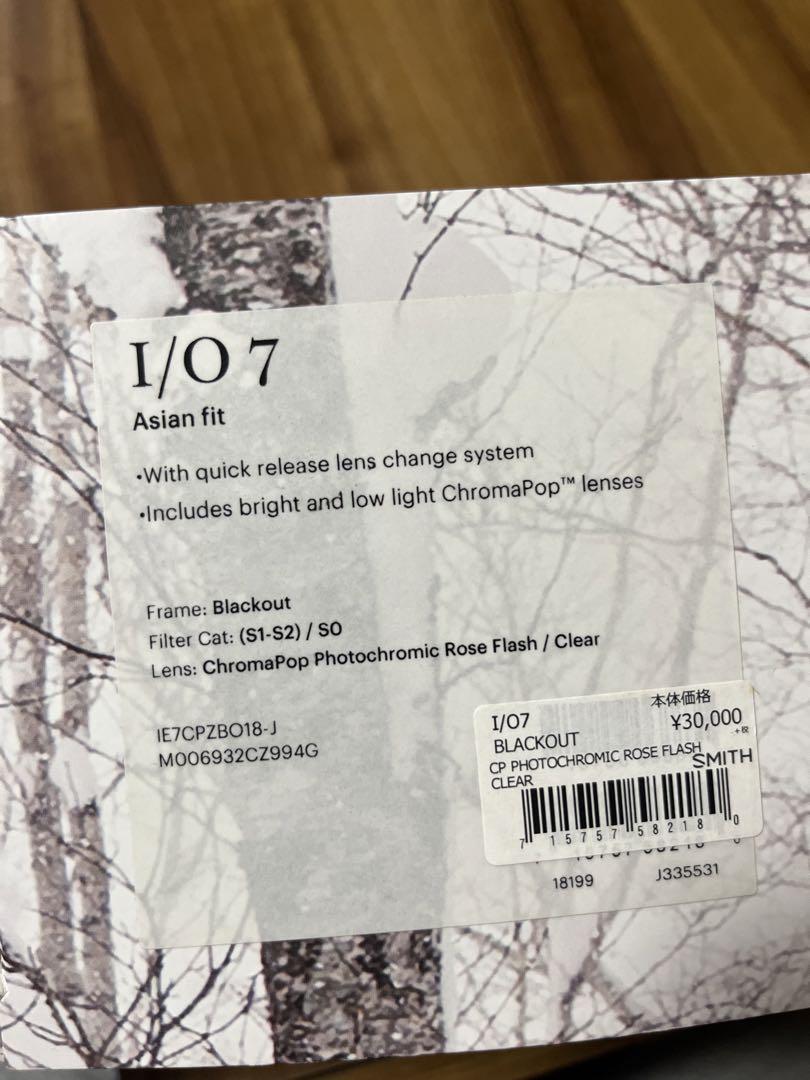 I/O 7
Asian fit
•With quick release lens change system
•Includes bright and low light ChromaPop™ lenses
Frame: Blackout
Filter Cat: (S1-S2) / S0
Lens: ChromaPop Photochromic Rose Flash / Clear
IE7CPZBO18-J
M006932CZ994G
本体価格
I/O7 ¥30,000
BLACKOUT +税
CP PHOTOCHROMIC ROSE FLASH
CLEAR SMITH
7 15757 58218 0
18199 J335531